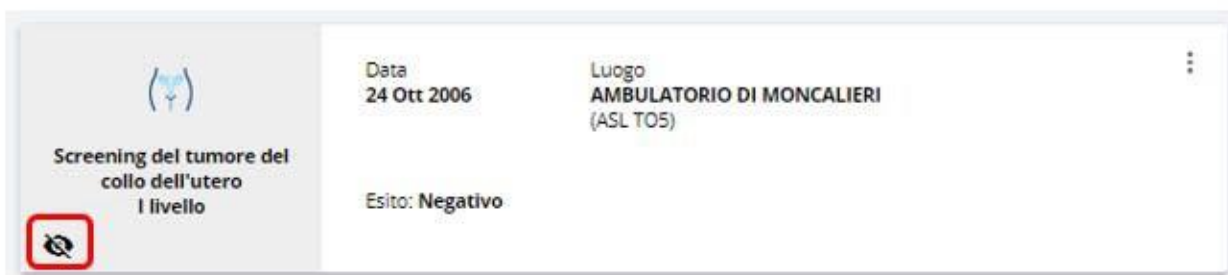 Screening del tumore del
collo dell'utero
I livello
Data
24 Ott 2006
Luogo
AMBULATORIO DI MONCALIERI
(ASL TO5)
Esito: Negativo